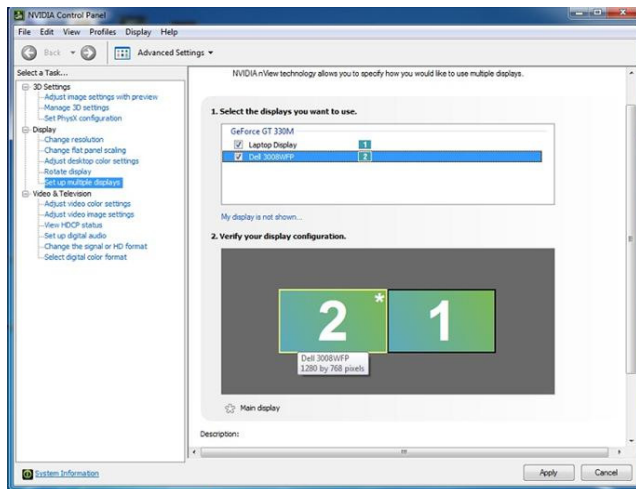 NVIDIA Control Panel
File Edit View Profiles Display Help
Back Advanced Settings
Select a Task...
3D Settings
Adjust image settings with preview
Manage 3D settings
Set PhysX configuration
Display
Change resolution
Change flat panel scaling
Adjust desktop color settings
Rotate display
Set up multiple displays
Video & Television
Adjust video color settings
Adjust video image settings
View HDCP status
Set up digital audio
Change the signal or HD format
Select digital color format
System Information
NVIDIA nView technology allows you to specify how you would like to use multiple displays.
1. Select the displays you want to use.
GeForce GT 330M
Laptop Display 1
Dell 3008WFP 2
My display is not shown...
2. Verify your display configuration.
2 * 1
Dell 3008WFP
1280 by 768 pixels
Main display
Description:
Apply Cancel